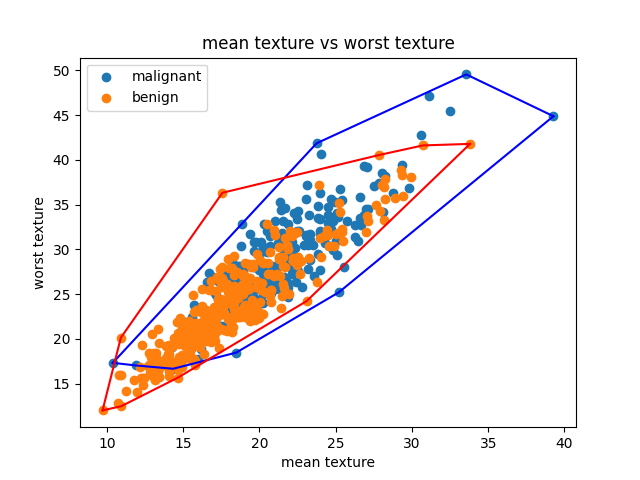 mean texture vs worst texture
malignant
benign
50
45
40
35
30
25
20
15
worst texture
10 15 20 25 30 35 40
mean texture